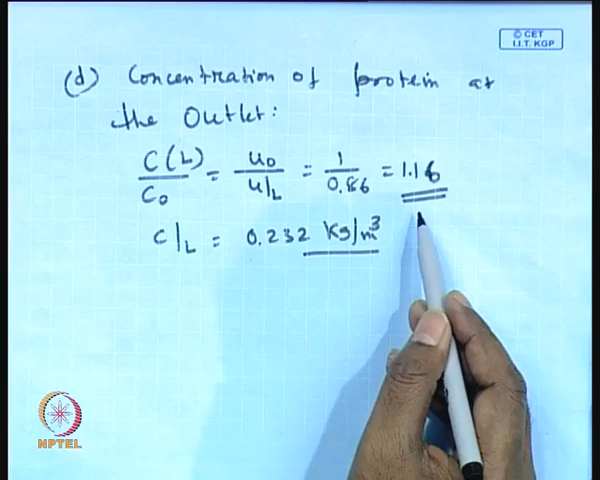 © CET
I.I.T. KGP
(d) Concentration of protein at
the Outlet:
C(L)/C₀ = u₀/u|L = 1/0.86 = 1.16
C|L = 0.232 Kg/m³
NPTEL